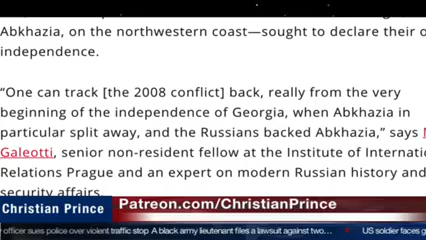 Abkhazia, on the northwestern coast—sought to declare their o
independence.
“One can track [the 2008 conflict] back, really from the very
beginning of the independence of Georgia, when Abkhazia in
particular split away, and the Russians backed Abkhazia,” says
Galeotti, senior non-resident fellow at the Institute of Internatio
Relations Prague and an expert on modern Russian history and
security affairs.
Christian Prince
Patreon.com/ChristianPrince
officer sues police over violent traffic stop A black army lieutenant files a lawsuit against two…
US soldier faces g